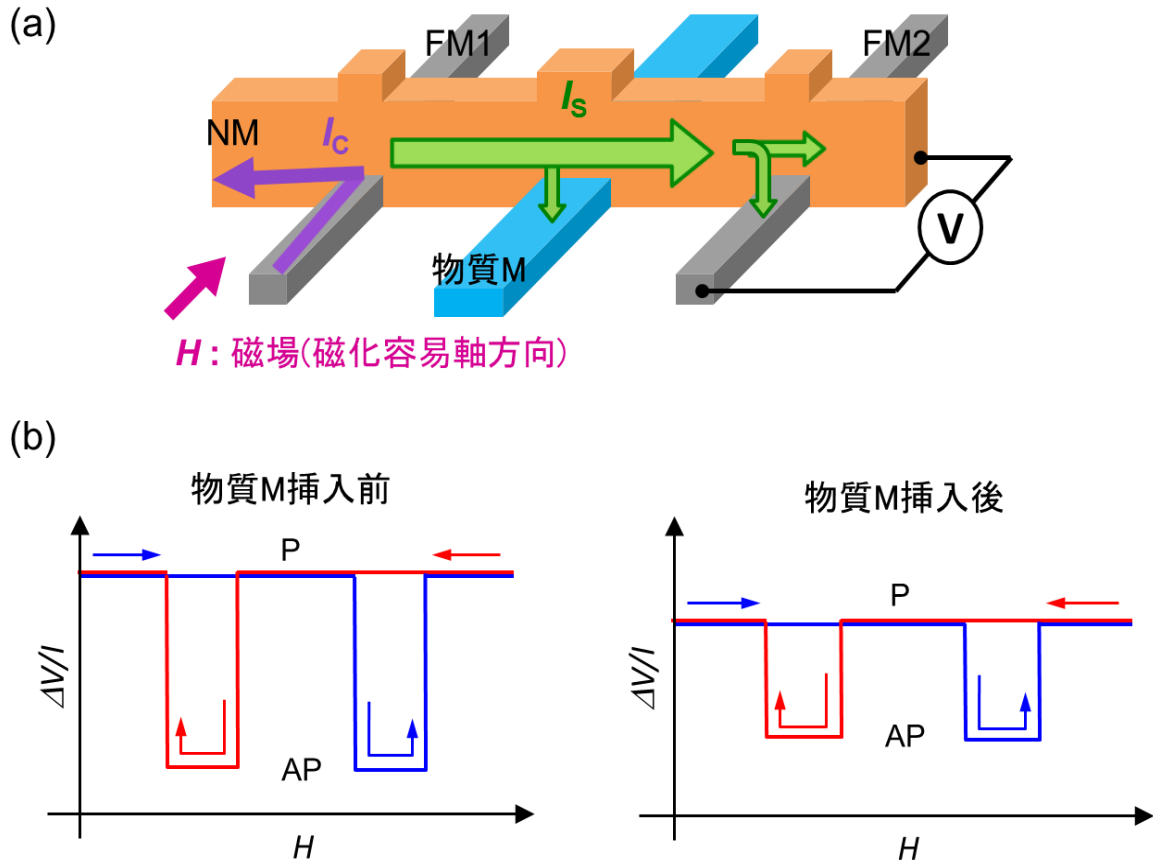 (a)
FM1
FM2
NM
I_C
I_S
V
物質M
H : 磁場(磁化容易軸方向)
(b)
物質M挿入前
P
AP
ΔV/I
H
物質M挿入後
P
AP
ΔV/I
H